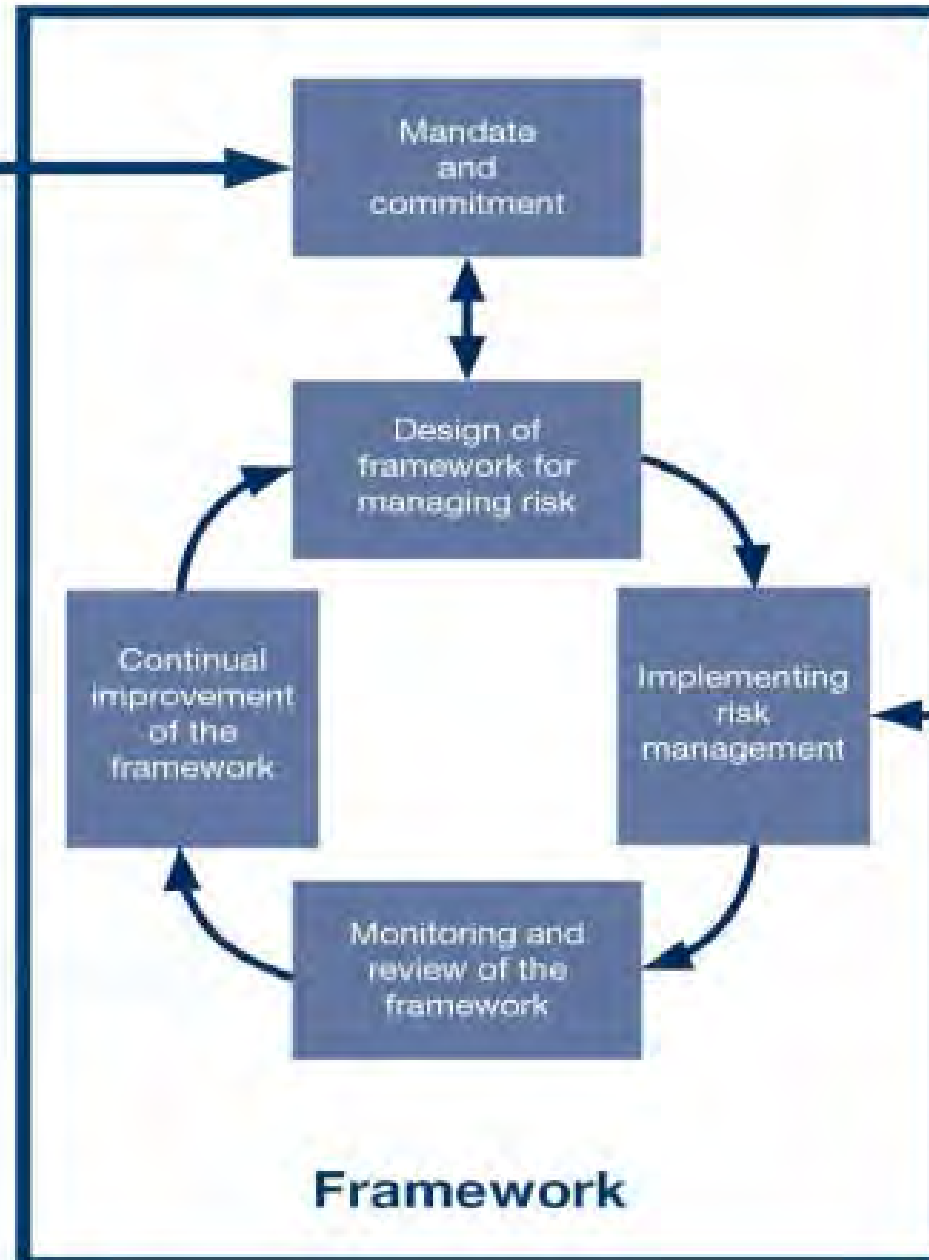 Mandate
and
commitment
Design of
framework for
managing risk
Continual
improvement
of the
framework
Implementing
risk
management
Monitoring and
review of the
framework
Framework